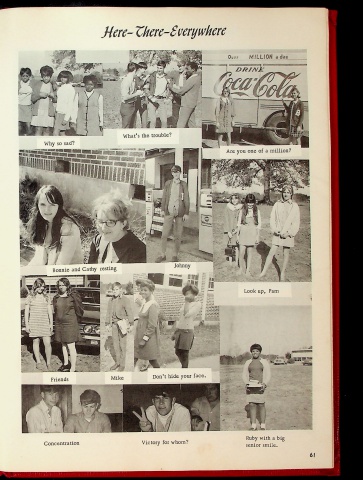 Here-There-Everywhere
Over MILLION a day
DRINK
Coca-Cola
Why so sad?
What's the trouble?
Are you one of a million?
Bonnie and Cathy resting
Johnny
Look up, Pam
Friends
Mike
Don't hide your face.
Concentration
Victory for whom?
Ruby with a big
senior smile.
61